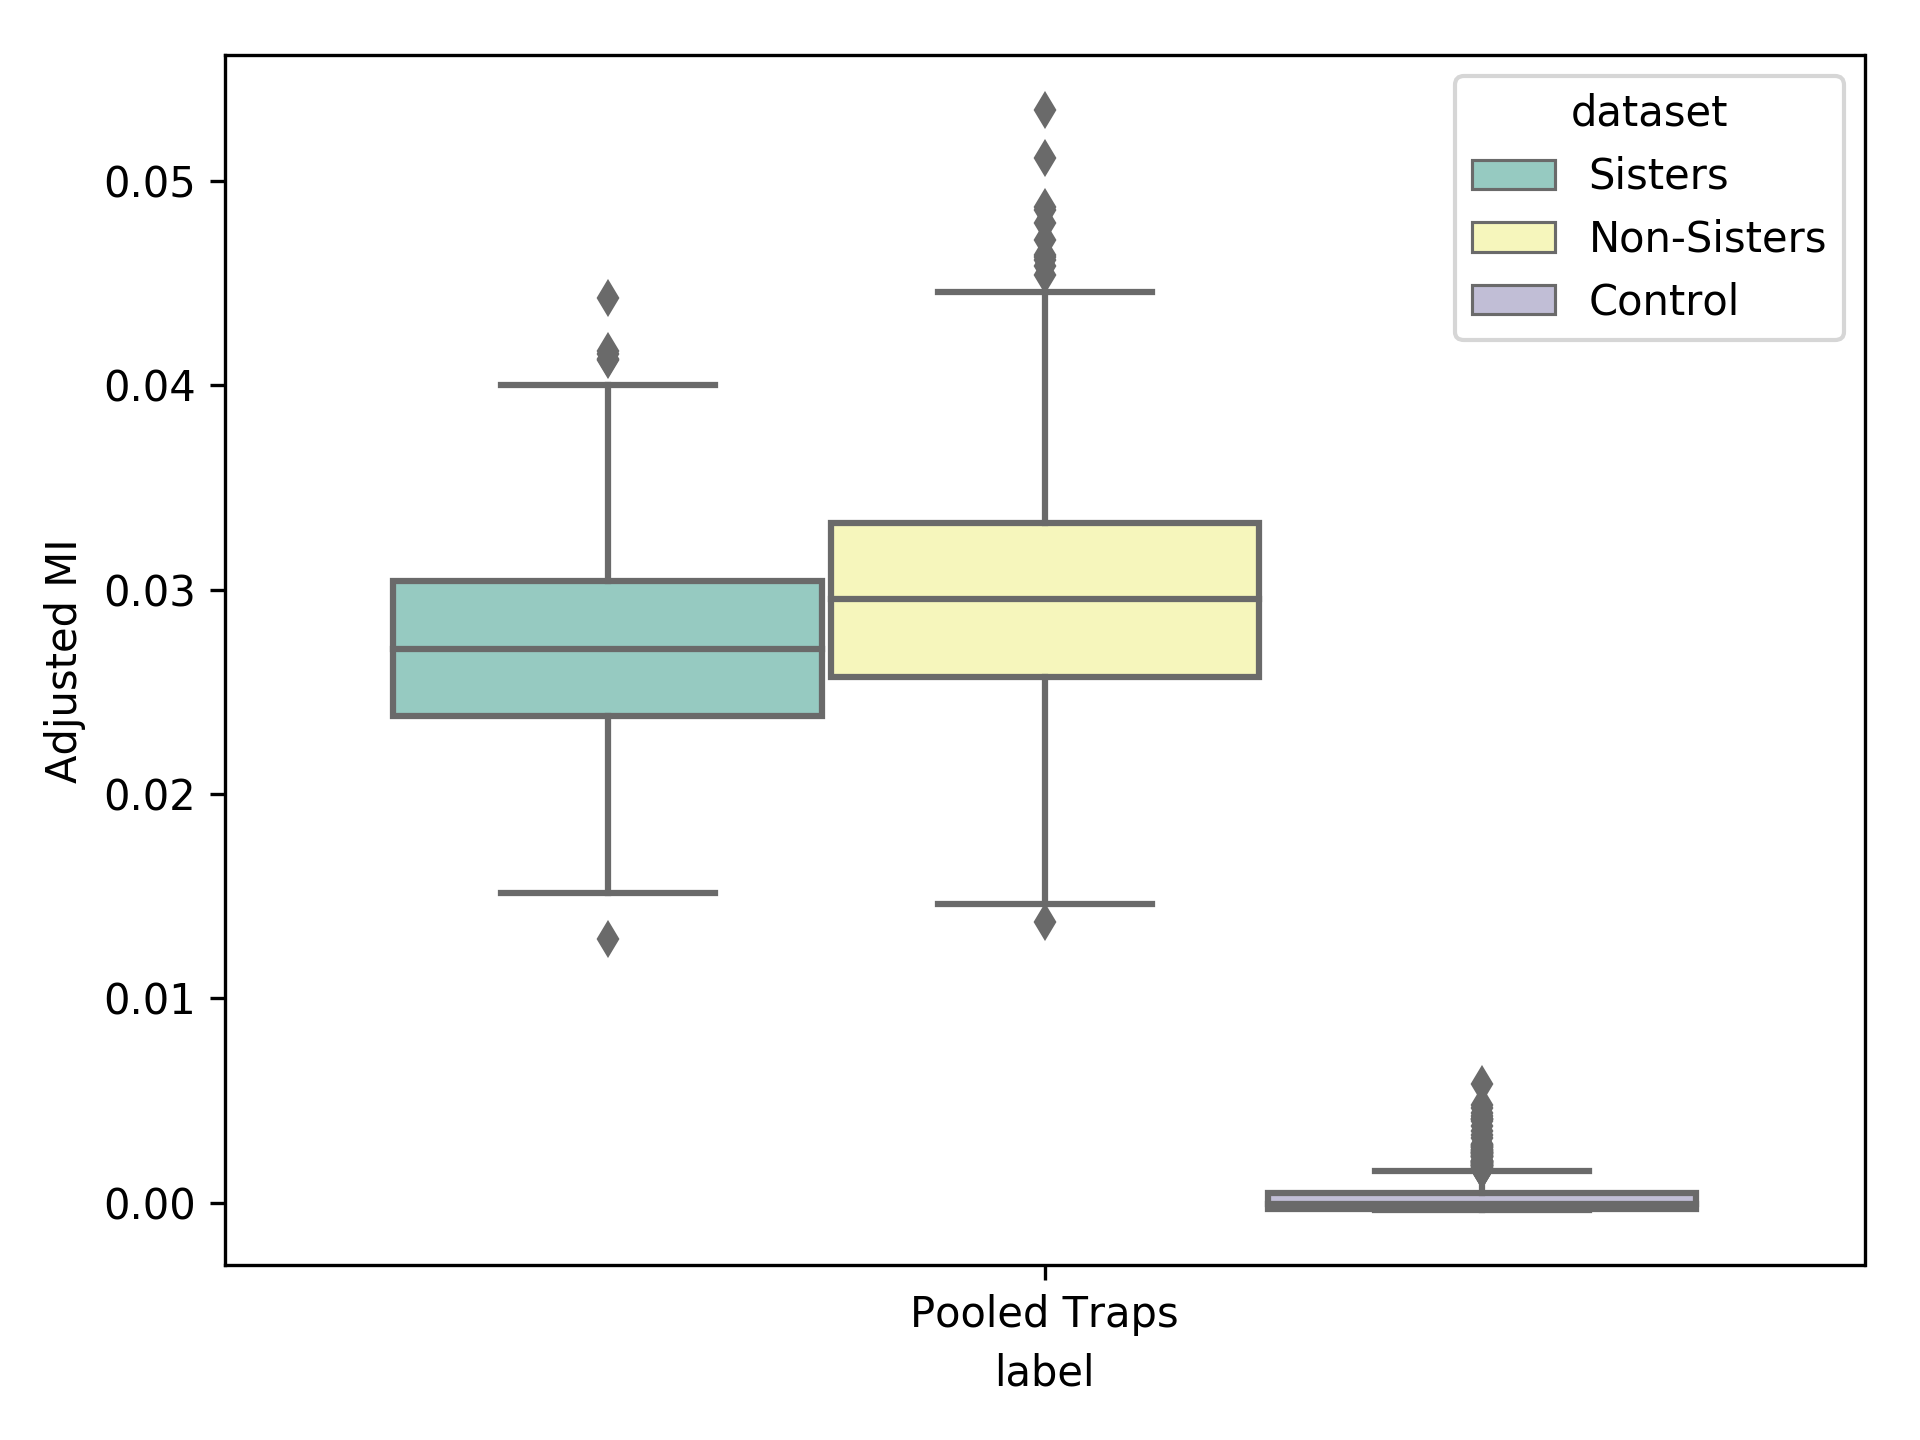 dataset
Sisters
Non-Sisters
Control
0.05
0.04
0.03
0.02
0.01
0.00
Adjusted MI
Pooled Traps
label